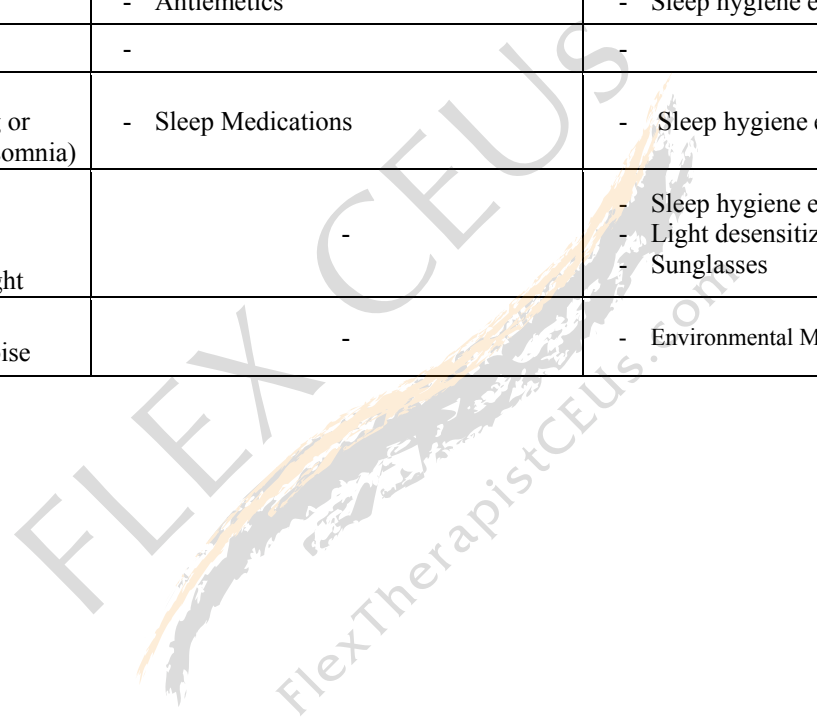 - Antiemetics - Sleep hygiene
- -
or - Sleep Medications - Sleep hygiene
omnia)
- Sleep hygiene
- - Light desensitiz
ght - Sunglasses
- - Environmental M
ise
FLEX CEUs
FlexTherapistCEUs.com